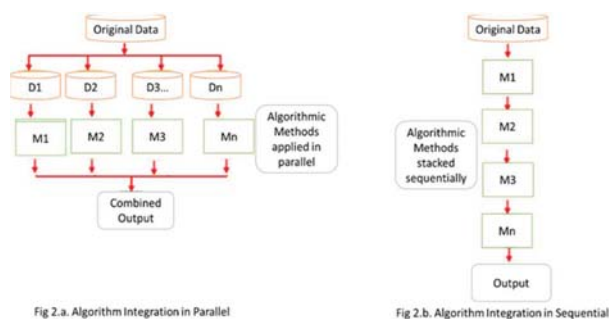 Original Data
D1 D2 D3... Dn
M1 M2 M3 Mn
Algorithmic
Methods
applied in
parallel
Combined
Output
Fig 2.a. Algorithm Integration in Parallel
Original Data
M1
M2
Algorithmic
Methods
stacked
sequentially
M3
Mn
Output
Fig 2.b. Algorithm Integration in Sequential